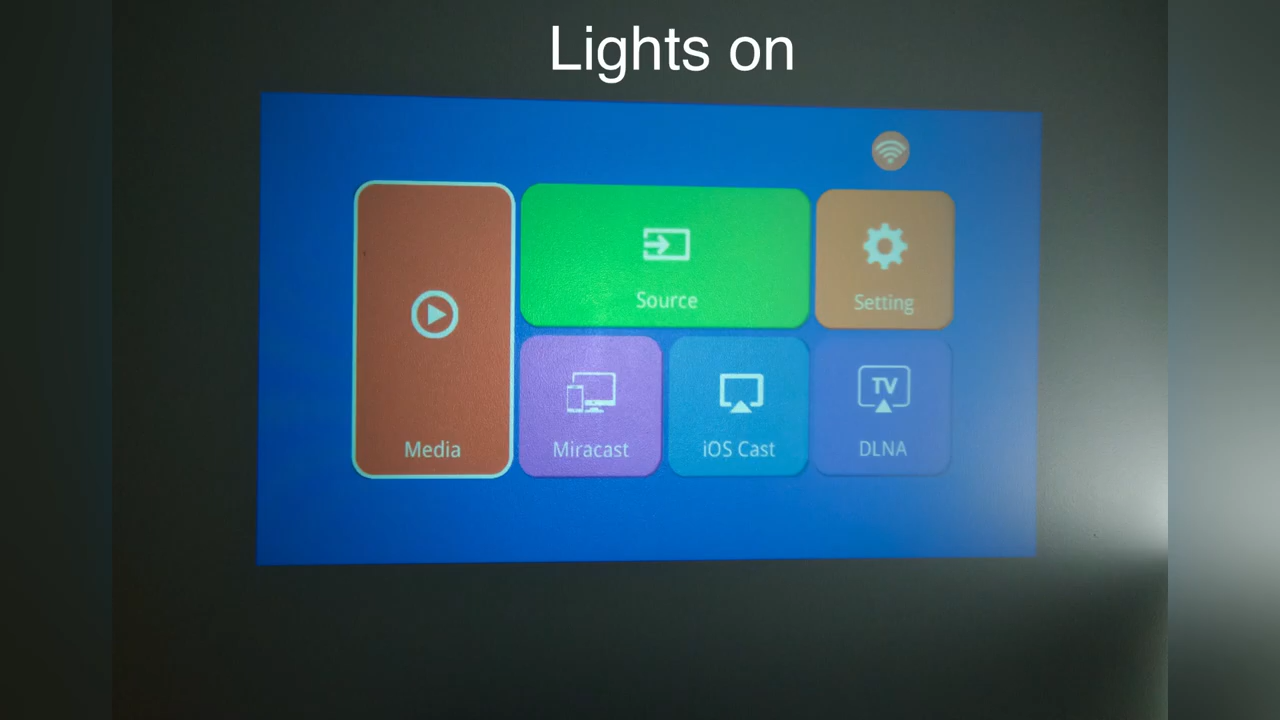 Lights on
Source
Setting
TV
Media
Miracast
iOS Cast
DLNA